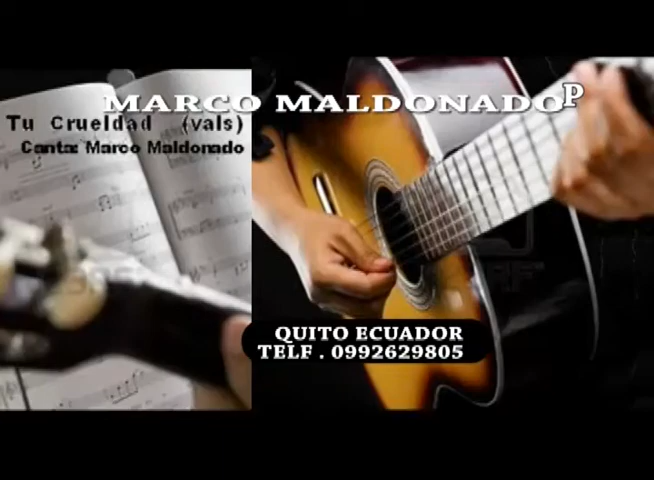 MARCO MALDONADO P
Tu Crueldad (vals)
Canta: Marco Maldonado
QUITO ECUADOR
TELF . 0992629805